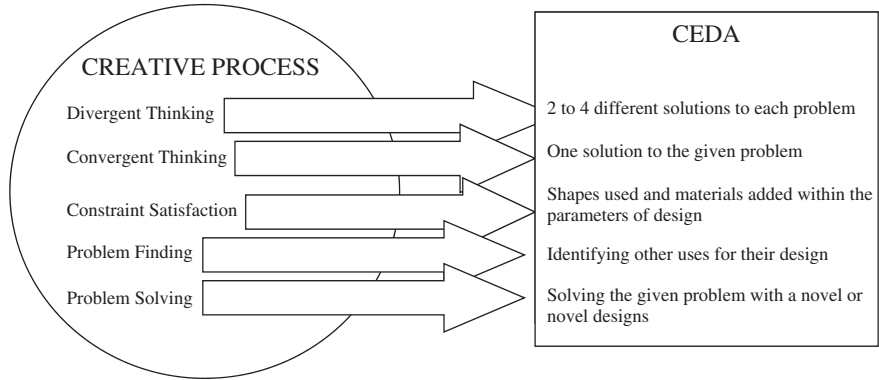 CREATIVE PROCESS
Divergent Thinking
Convergent Thinking
Constraint Satisfaction
Problem Finding
Problem Solving
CEDA
2 to 4 different solutions to each problem
One solution to the given problem
Shapes used and materials added within the
parameters of design
Identifying other uses for their design
Solving the given problem with a novel or
novel designs